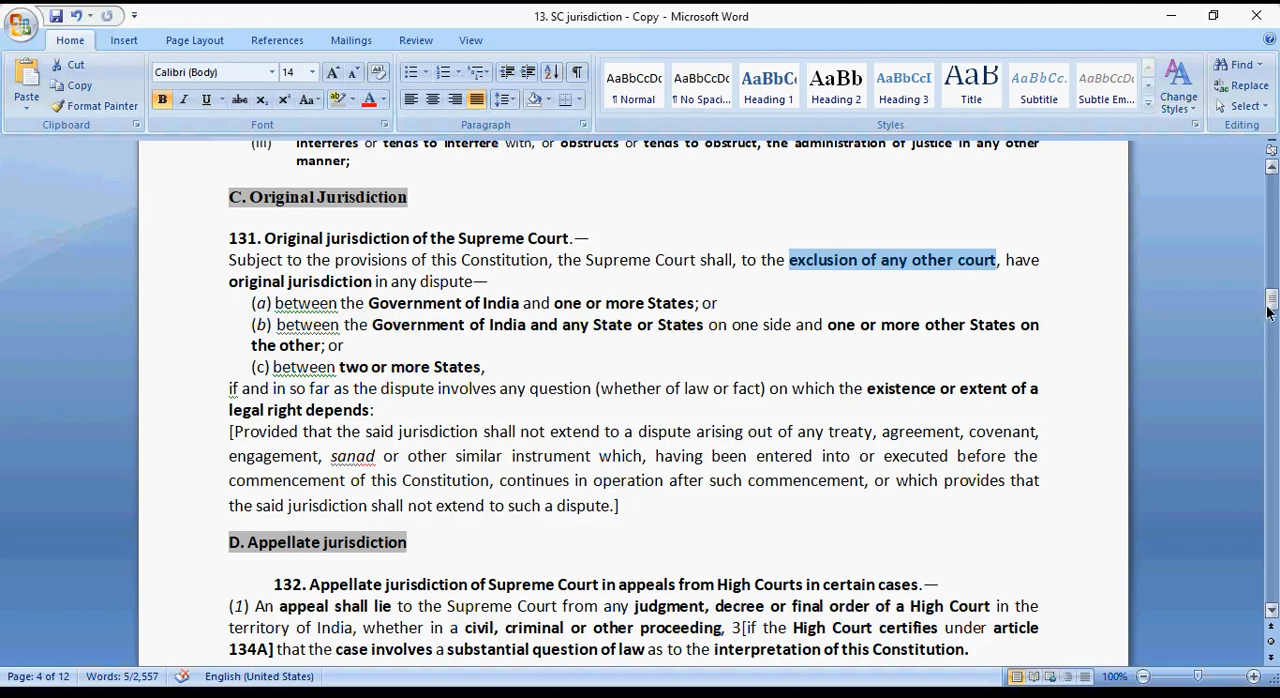 13. SC jurisdiction - Copy - Microsoft Word
Home Insert Page Layout References Mailings Review View
Paste Cut Copy Format Painter Clipboard
Calibri (Body) 14 Font
Paragraph
AaBbCcDc ¶ Normal AaBbCcDc ¶ No Spaci... AaBbC Heading 1 AaBb Heading 2 AaBbCcI Heading 3 AaB Title AaBbCc. Subtitle AaBbCcDc Subtle Em... Change Styles Styles
Find Replace Select Editing
(iii) interferes or tends to interfere with, or obstructs or tends to obstruct, the administration of justice in any other
manner;
C. Original Jurisdiction
131. Original jurisdiction of the Supreme Court.—
Subject to the provisions of this Constitution, the Supreme Court shall, to the exclusion of any other court, have
original jurisdiction in any dispute—
(a) between the Government of India and one or more States; or
(b) between the Government of India and any State or States on one side and one or more other States on
the other; or
(c) between two or more States,
if and in so far as the dispute involves any question (whether of law or fact) on which the existence or extent of a
legal right depends:
[Provided that the said jurisdiction shall not extend to a dispute arising out of any treaty, agreement, covenant,
engagement, sanad or other similar instrument which, having been entered into or executed before the
commencement of this Constitution, continues in operation after such commencement, or which provides that
the said jurisdiction shall not extend to such a dispute.]
D. Appellate jurisdiction
132. Appellate jurisdiction of Supreme Court in appeals from High Courts in certain cases.—
(1) An appeal shall lie to the Supreme Court from any judgment, decree or final order of a High Court in the
territory of India, whether in a civil, criminal or other proceeding, 3[if the High Court certifies under article
134A] that the case involves a substantial question of law as to the interpretation of this Constitution.
Page: 4 of 12 Words: 5/2,557 English (United States) 100%